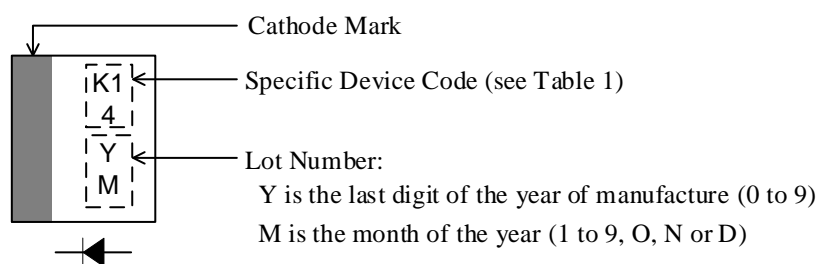 Cathode Mark
K1
4
Specific Device Code (see Table 1)
Y
M
Lot Number:
Y is the last digit of the year of manufacture (0 to 9)
M is the month of the year (1 to 9, O, N or D)